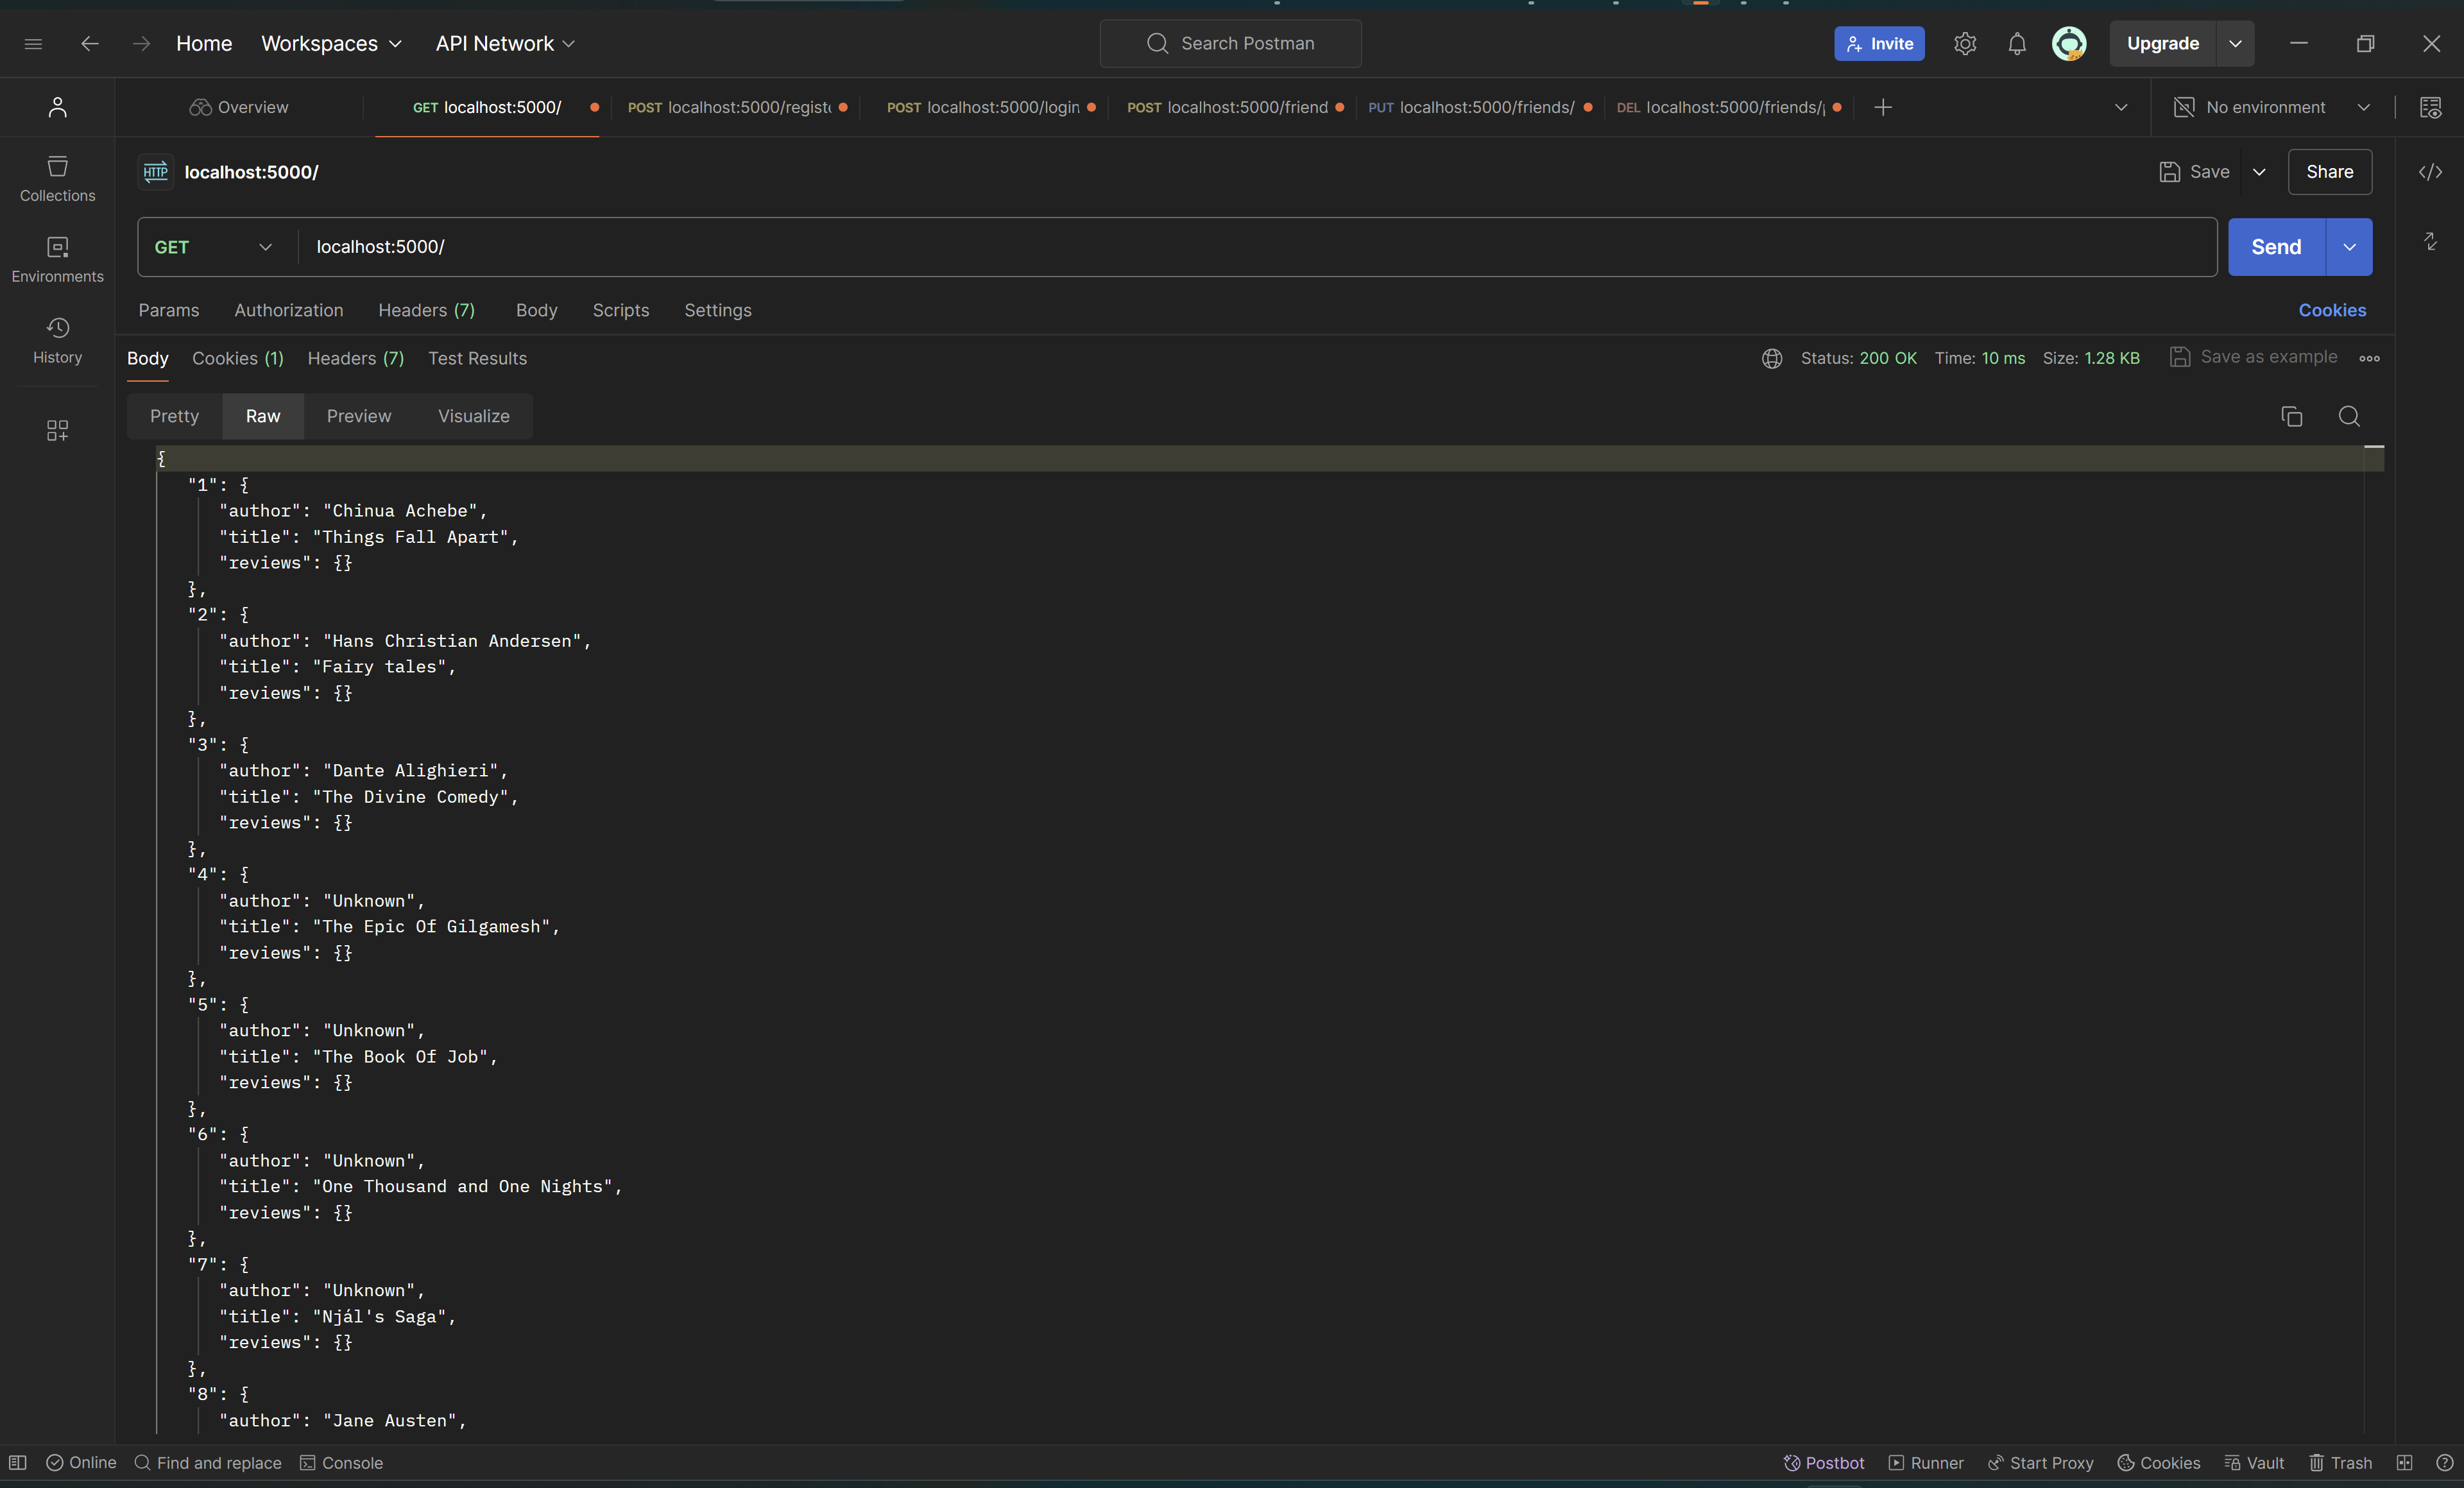 Home Workspaces API Network Search Postman Invite Upgrade
Overview GET localhost:5000/ POST localhost:5000/registe POST localhost:5000/login POST localhost:5000/friend PUT localhost:5000/friends/ DEL localhost:5000/friends/ No environment
HTTP localhost:5000/ Save Share
Collections
GET localhost:5000/ Send
Environments
Params Authorization Headers (7) Body Scripts Settings Cookies
History
Body Cookies (1) Headers (7) Test Results Status: 200 OK Time: 10 ms Size: 1.28 KB Save as example
Pretty Raw Preview Visualize
{
"1": {
"author": "Chinua Achebe",
"title": "Things Fall Apart",
"reviews": {}
},
"2": {
"author": "Hans Christian Andersen",
"title": "Fairy tales",
"reviews": {}
},
"3": {
"author": "Dante Alighieri",
"title": "The Divine Comedy",
"reviews": {}
},
"4": {
"author": "Unknown",
"title": "The Epic Of Gilgamesh",
"reviews": {}
},
"5": {
"author": "Unknown",
"title": "The Book Of Job",
"reviews": {}
},
"6": {
"author": "Unknown",
"title": "One Thousand and One Nights",
"reviews": {}
},
"7": {
"author": "Unknown",
"title": "Njál's Saga",
"reviews": {}
},
"8": {
"author": "Jane Austen",
Online Find and replace Console Postbot Runner Start Proxy Cookies Vault Trash